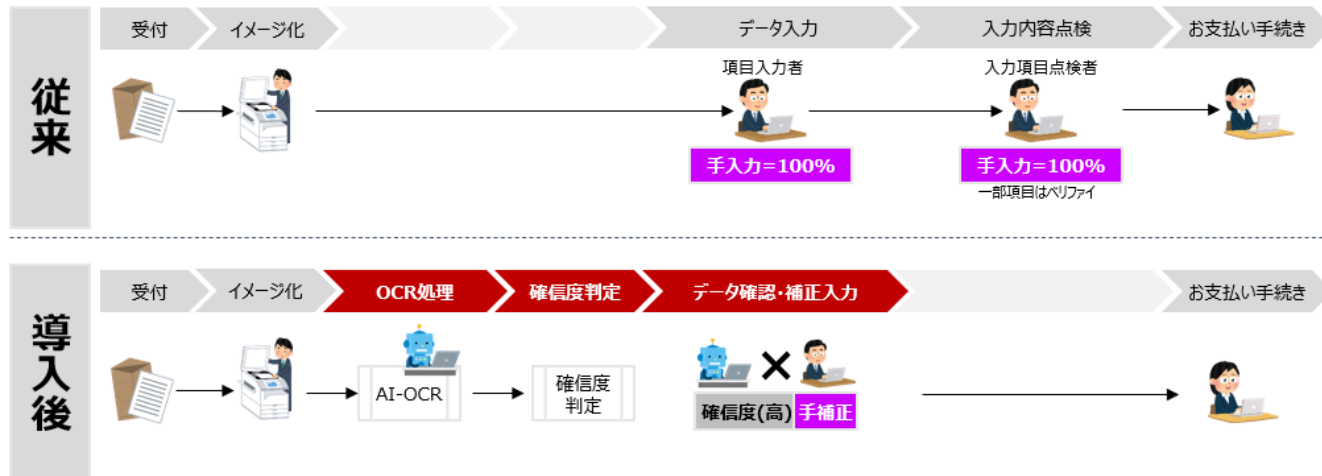 従来
受付
イメージ化
データ入力
入力内容点検
お支払い手続き
項目入力者
入力項目点検者
手入力=100%
手入力=100%
一部項目はベリファイ
導入後
受付
イメージ化
OCR処理
確信度判定
データ確認・補正入力
お支払い手続き
AI-OCR
確信度
判定
確信度(高)
手補正